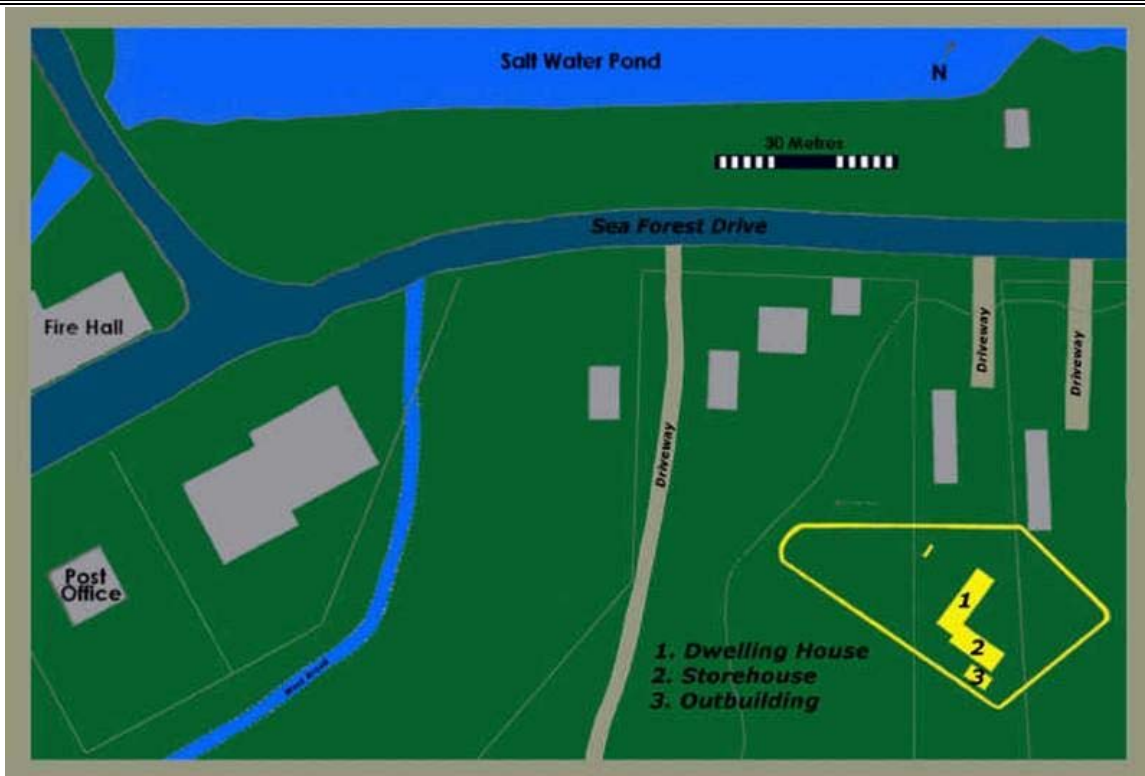 Salt Water Pond
N
30 Metres
Sea Forest Drive
Fire Hall
Driveway
Driveway
Driveway
Post
Office
1
2
3
1. Dwelling House
2. Storehouse
3. Outbuilding